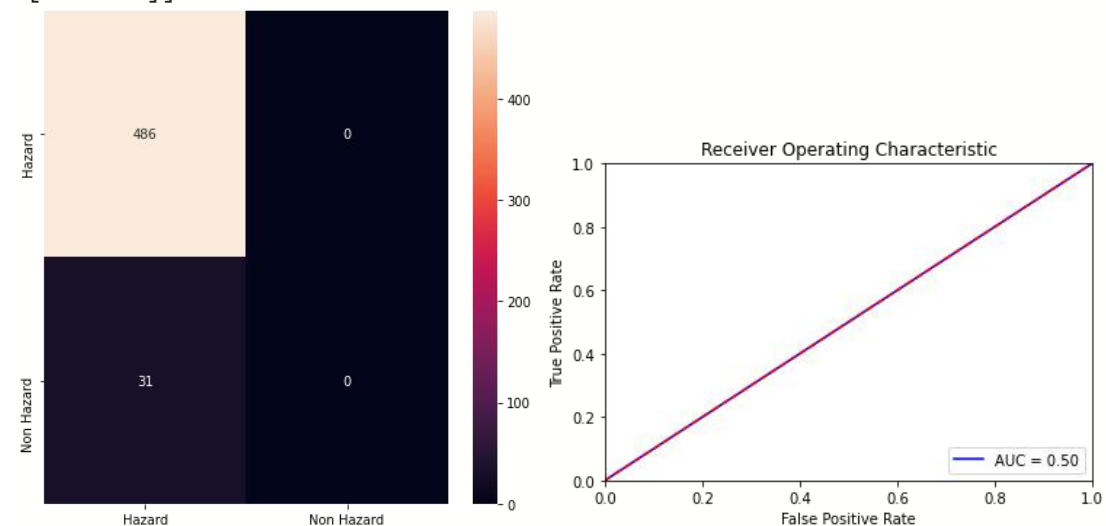 Hazard
Non Hazard
486
0
31
0
Hazard
Non Hazard
400
300
200
100
0
Receiver Operating Characteristic
True Positive Rate
1.0
0.8
0.6
0.4
0.2
0.0
AUC = 0.50
0.0
0.2
0.4
0.6
0.8
1.0
False Positive Rate